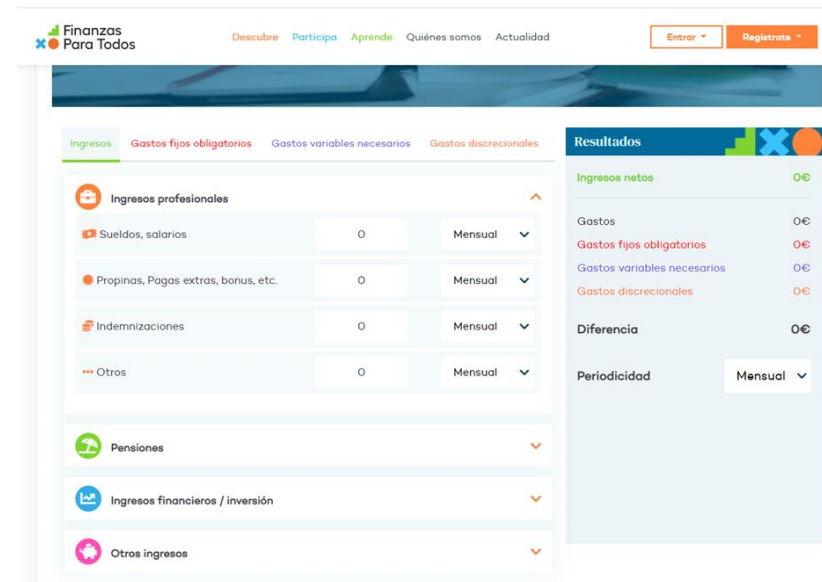 Finanzas
Para Todos
Descubre Participa Aprende Quiénes somos Actualidad
Entrar
Regístrate
Ingresos Gastos fijos obligatorios Gastos variables necesarios Gastos discrecionales
Ingresos profesionales
Sueldos, salarios 0 Mensual
Propinas, Pagas extras, bonus, etc. 0 Mensual
Indemnizaciones 0 Mensual
Otros 0 Mensual
Pensiones
Ingresos financieros / inversión
Otros ingresos
Resultados
Ingresos netos 0€
Gastos 0€
Gastos fijos obligatorios 0€
Gastos variables necesarios 0€
Gastos discrecionales 0€
Diferencia 0€
Periodicidad Mensual